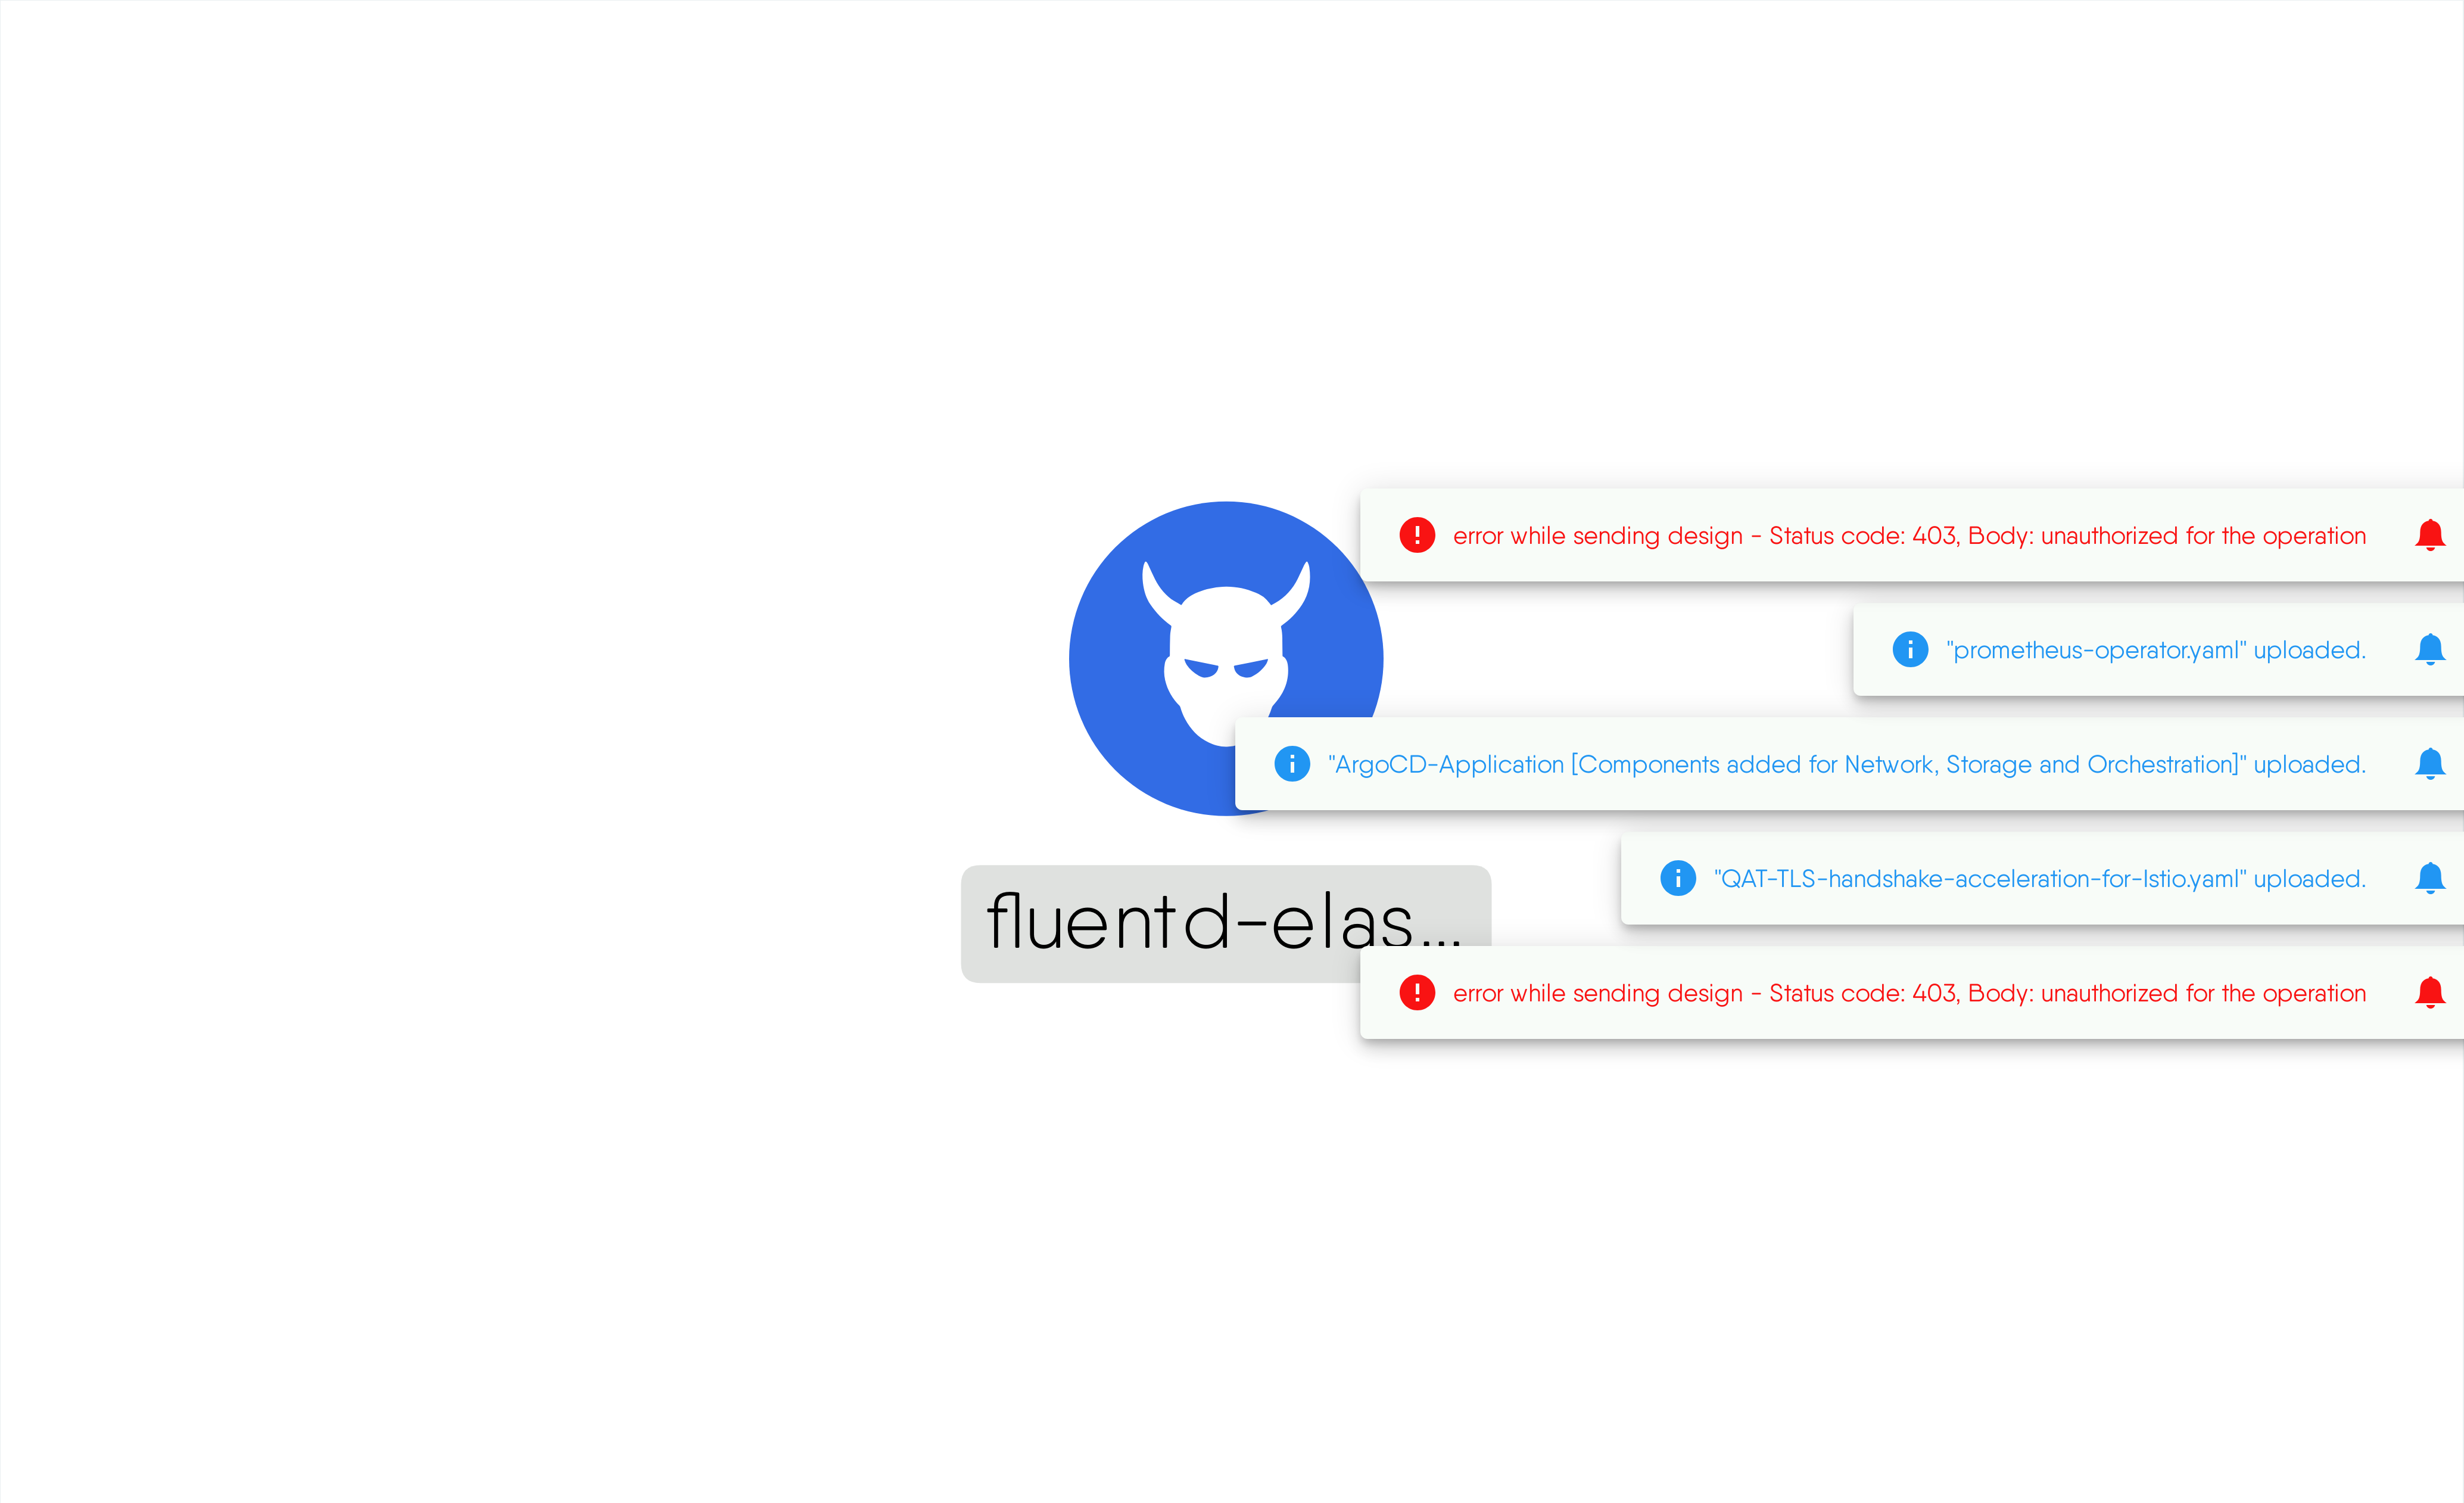 error while sending design - Status code: 403, Body: unauthorized for the operation
"prometheus-operator.yaml" uploaded.
"ArgoCD-Application [Components added for Network, Storage and Orchestration]" uploaded.
"QAT-TLS-handshake-acceleration-for-Istio.yaml" uploaded.
fluentd-elas...
error while sending design - Status code: 403, Body: unauthorized for the operation